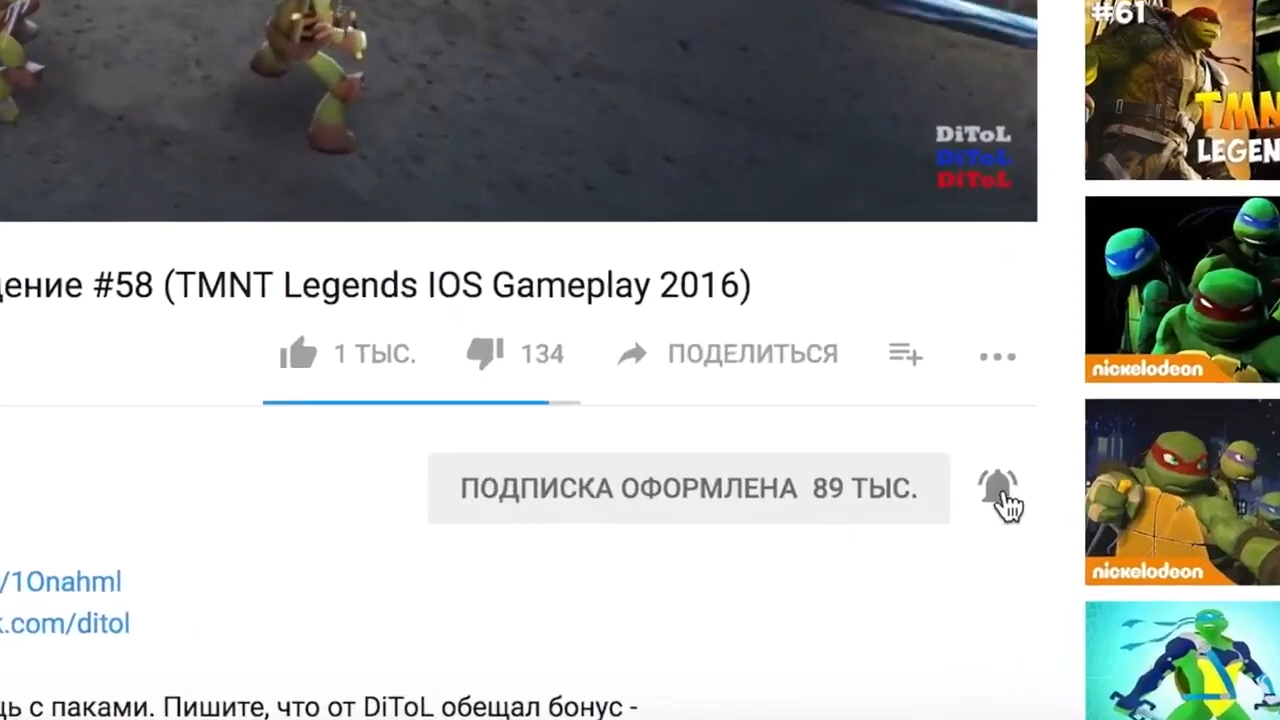 #61
TMN
LEGEN
DiToL
DiToL
DiToL
дение #58 (TMNT Legends IOS Gameplay 2016)
1 ТЫС. 134 ПОДЕЛИТЬСЯ
nickelodeon
ПОДПИСКА ОФОРМЛЕНА 89 ТЫС.
nickelodeon
/1Onahml
k.com/ditol
щь с паками. Пишите, что от DiToL обещал бонус -